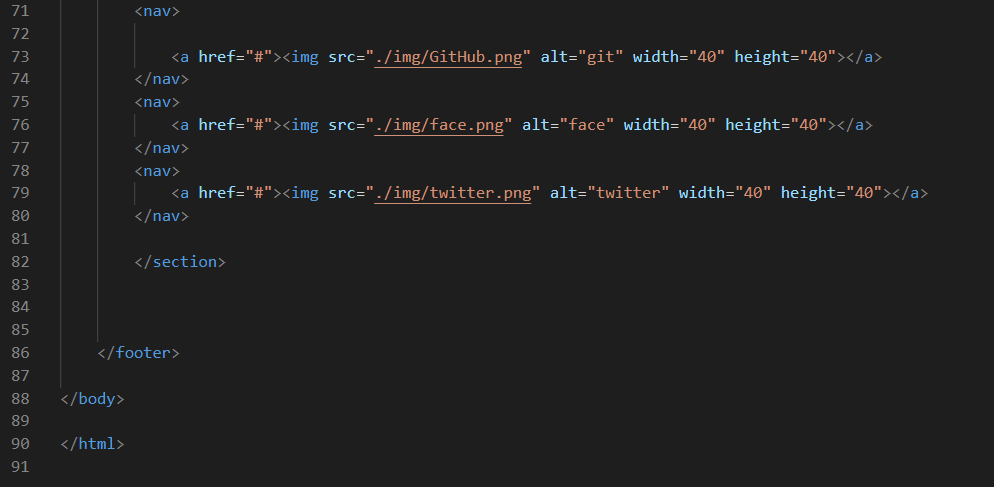 71 <nav>
72
73 <a href="#"><img src="./img/GitHub.png" alt="git" width="40" height="40"></a>
74 </nav>
75 <nav>
76 <a href="#"><img src="./img/face.png" alt="face" width="40" height="40"></a>
77 </nav>
78 <nav>
79 <a href="#"><img src="./img/twitter.png" alt="twitter" width="40" height="40"></a>
80 </nav>
81
82 </section>
83
84
85
86 </footer>
87
88 </body>
89
90 </html>
91